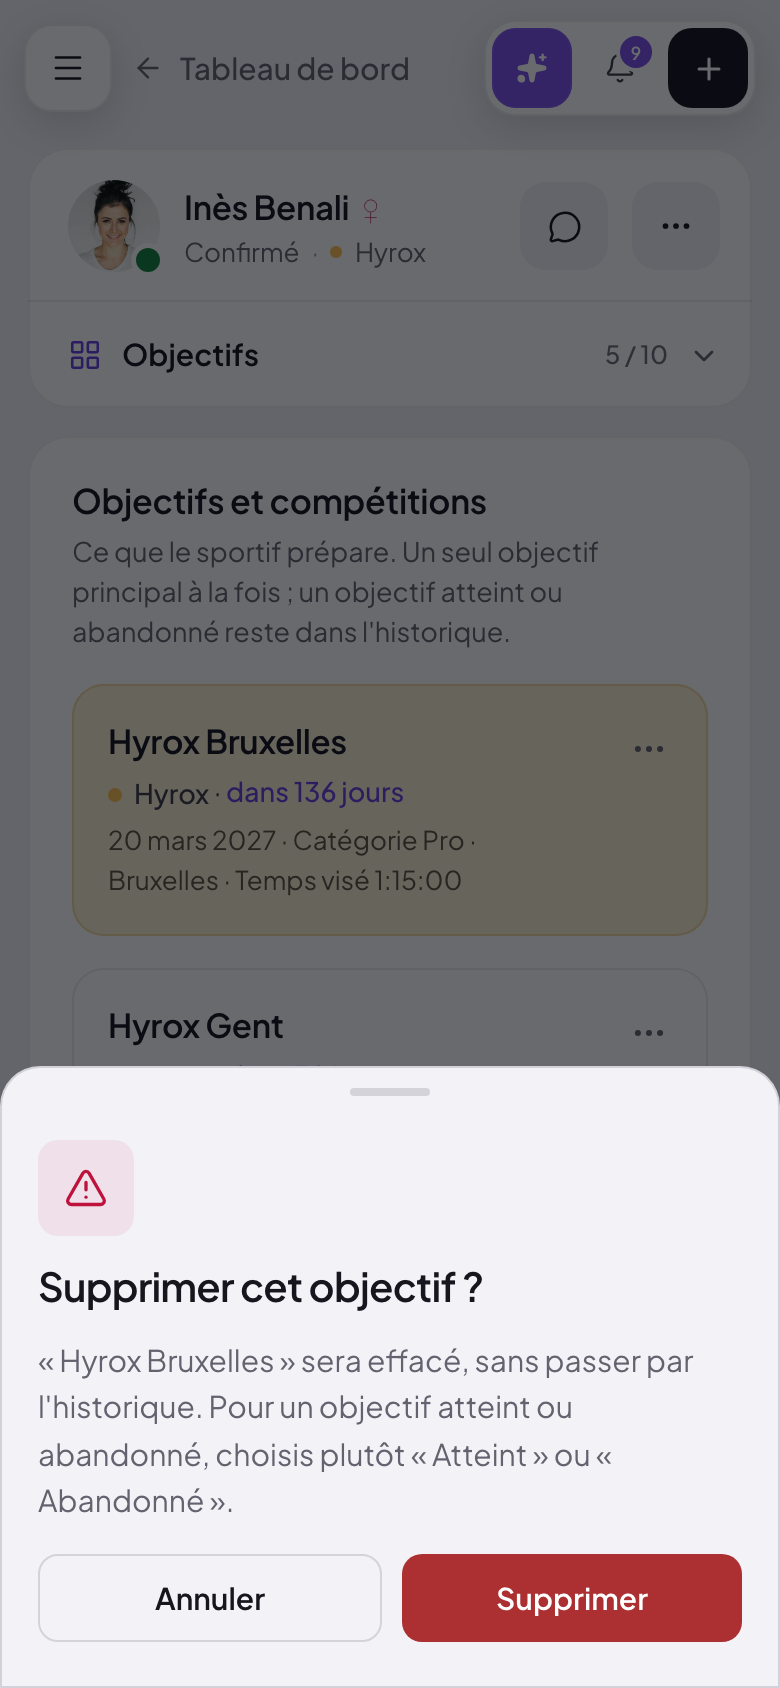 Tableau de bord
9
Inès Benali ♀
Confirmé · Hyrox
Objectifs
5 / 10
Objectifs et compétitions
Ce que le sportif prépare. Un seul objectif
principal à la fois ; un objectif atteint ou
abandonné reste dans l'historique.
Hyrox Bruxelles
Hyrox · dans 136 jours
20 mars 2027 · Catégorie Pro ·
Bruxelles · Temps visé 1:15:00
Hyrox Gent
Supprimer cet objectif ?
« Hyrox Bruxelles » sera effacé, sans passer par
l'historique. Pour un objectif atteint ou
abandonné, choisis plutôt « Atteint » ou «
Abandonné ».
Annuler
Supprimer